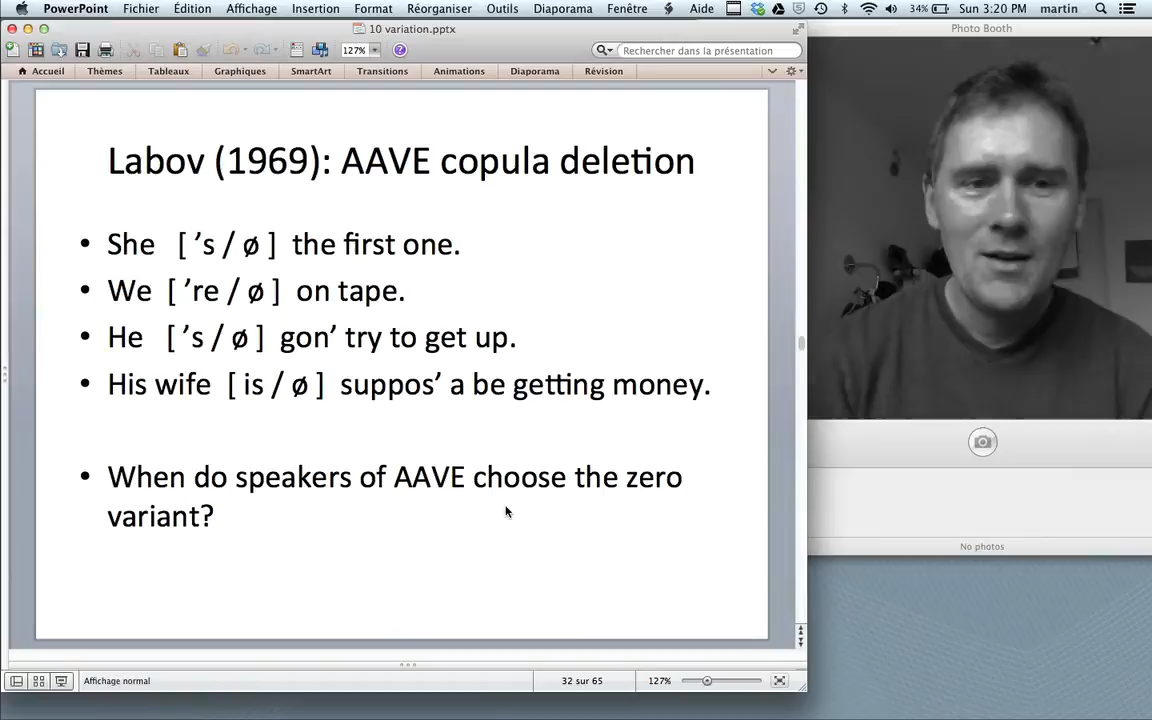 PowerPoint Fichier Édition Affichage Insertion Format Réorganiser Outils Diaporama Fenêtre Aide 34% Sun 3:20 PM martin
10 variation.pptx
Photo Booth
127%
Rechercher dans la présentation
Accueil Thèmes Tableaux Graphiques SmartArt Transitions Animations Diaporama Révision
Labov (1969): AAVE copula deletion
• She [ ’s / ø ] the first one.
• We [ ’re / ø ] on tape.
• He [ ’s / ø ] gon’ try to get up.
• His wife [ is / ø ] suppos’ a be getting money.
• When do speakers of AAVE choose the zero
variant?
No photos
Affichage normal 32 sur 65 127%